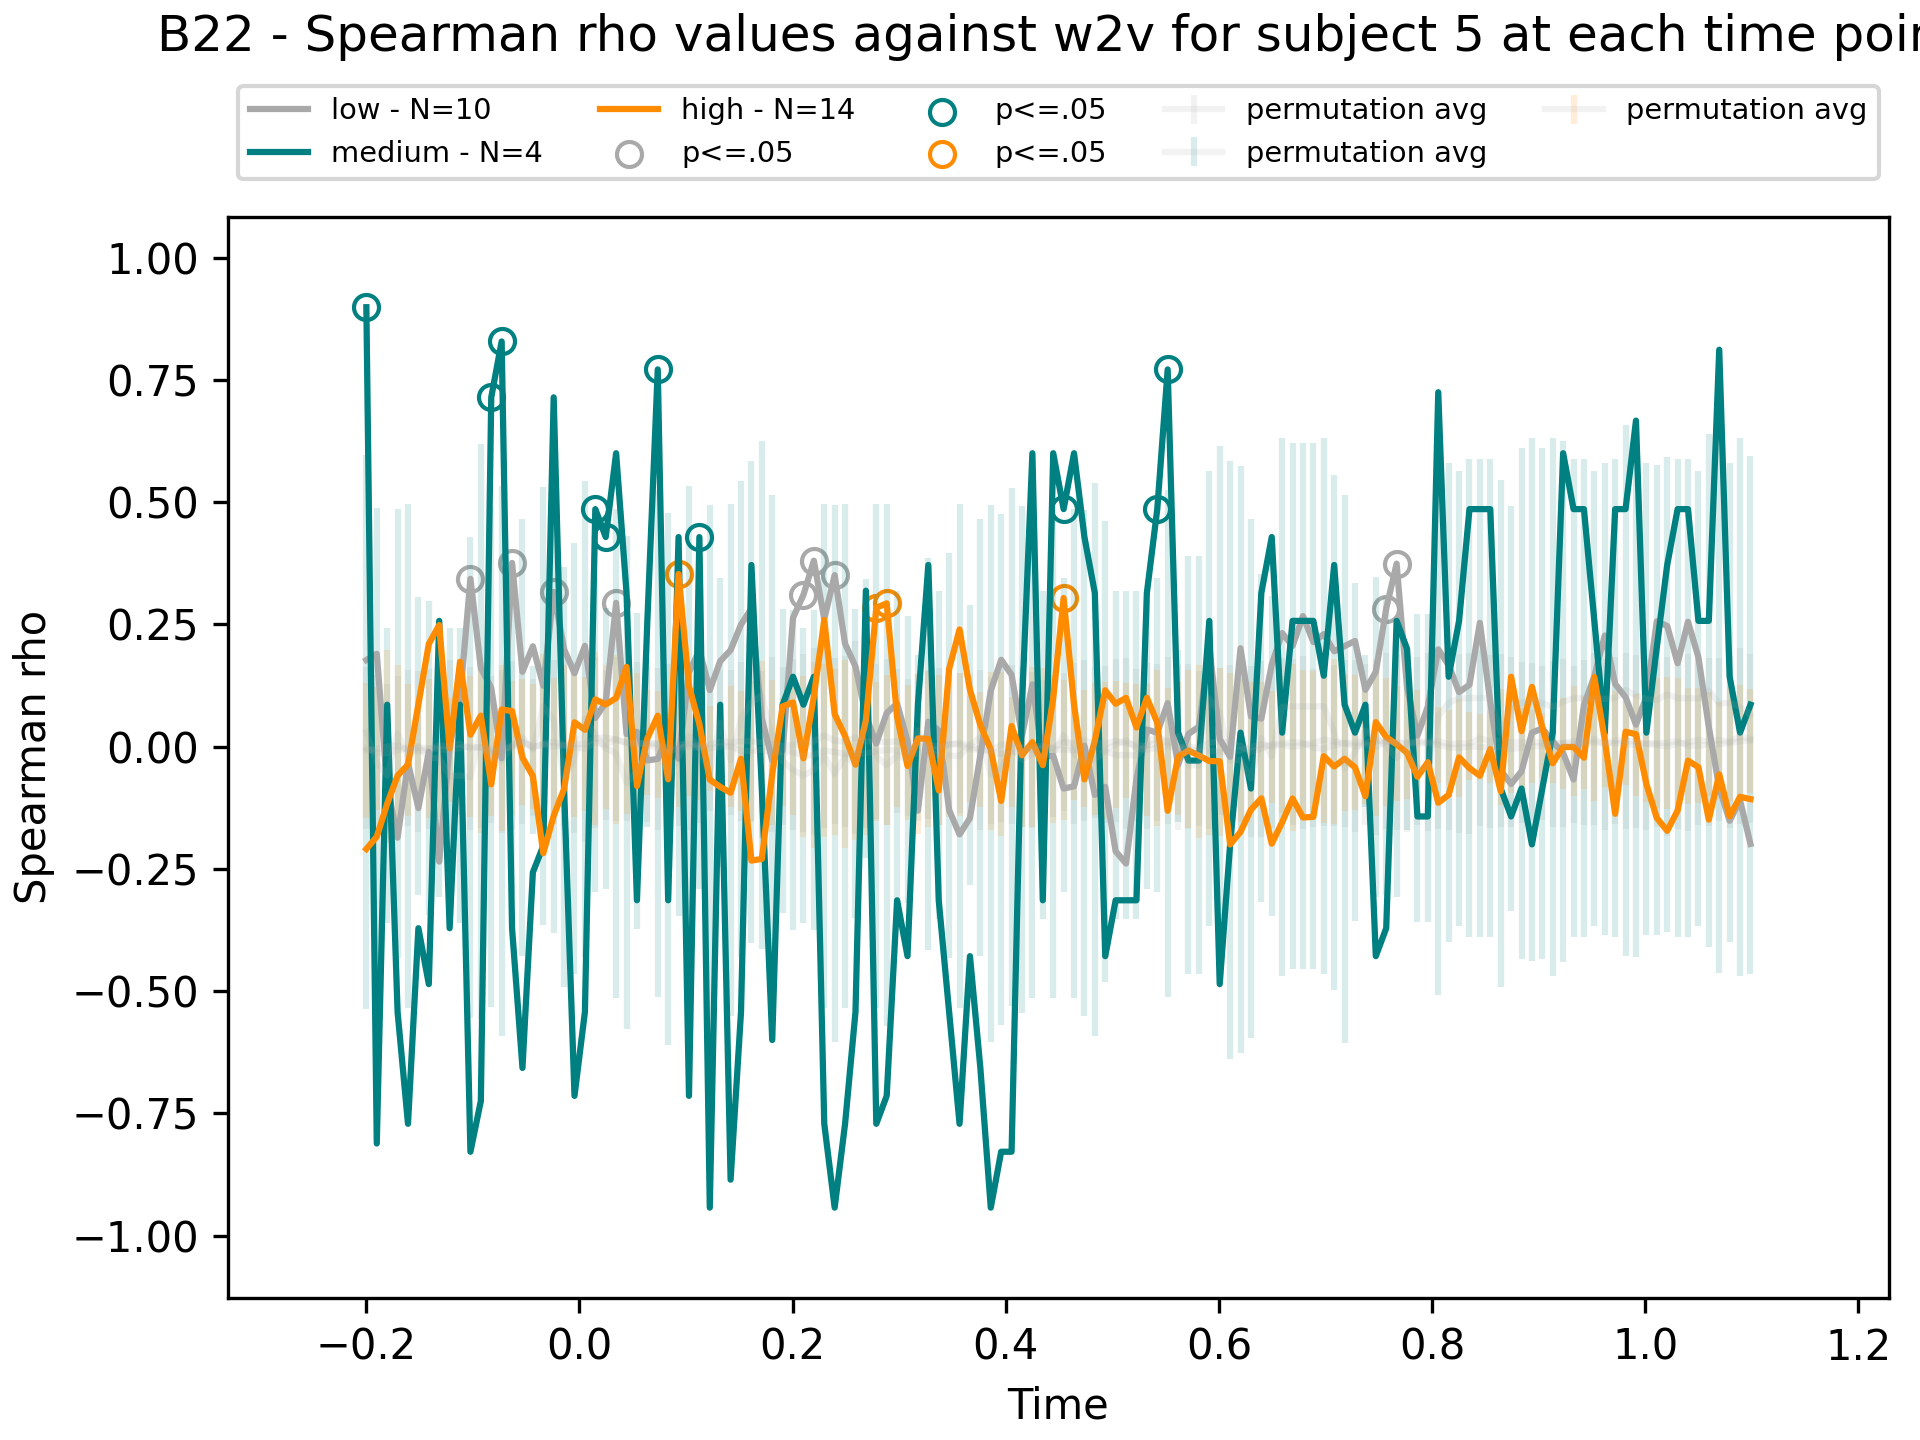 B22 - Spearman rho values against w2v for subject 5 at each time poin
low - N=10
medium - N=4
high - N=14
p<=.05
p<=.05
p<=.05
permutation avg
permutation avg
permutation avg
1.00
0.75
0.50
0.25
0.00
−0.25
−0.50
−0.75
−1.00
Spearman rho
−0.2 0.0 0.2 0.4 0.6 0.8 1.0 1.2
Time